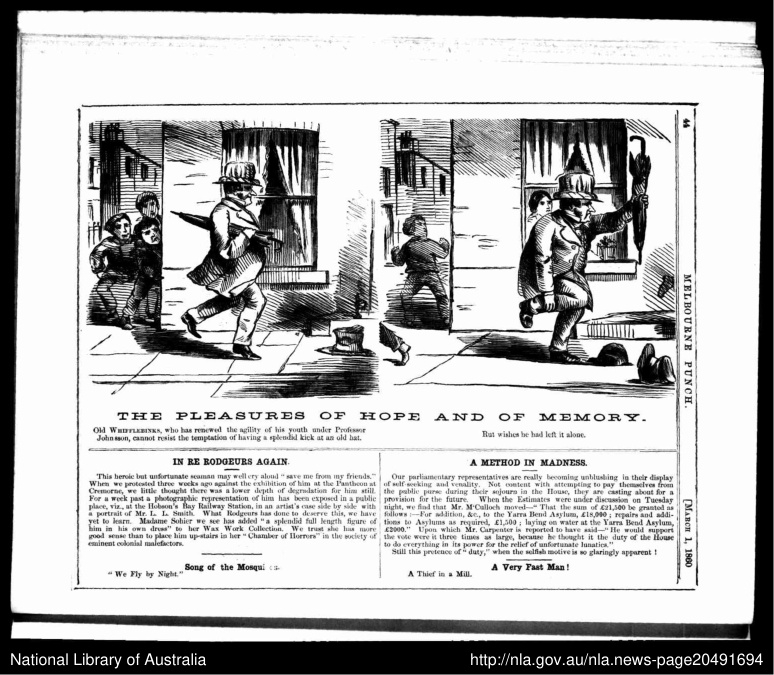 44
MELBOURNE PUNCH.
[March 1, 1860
THE PLEASURES OF HOPE AND OF MEMORY.
Old Whifflebinks, who has renewed the agility of his youth under Professor
Johnson, cannot resist the temptation of having a splendid kick at an old hat.
But wishes he had left it alone.
IN RE RODGEURS AGAIN.
This heroic but unfortunate seaman may well cry aloud "save me from my friends."
When we protested three weeks ago against the exhibition of him at the Pantheon at
Cremorne, we little thought there was a lower depth of degradation for him still.
For a week past a photographic representation of him has been exposed in a public
place, viz., at the Hobson's Bay Railway Station, in an artist's case side by side with
a portrait of Mr. L. L. Smith. What Rodgeurs has done to deserve this, we have
yet to learn. Madame Sohier we see has added "a splendid full length figure of
him in his own dress" to her Wax Work Collection. We trust she has more
good sense than to place him up-stairs in her "Chamber of Horrors" in the society of
eminent colonial malefactors.
Song of the Mosqui
"We Fly by Night."
A METHOD IN MADNESS.
Our parliamentary representatives are really becoming unblushing in their display
of self-seeking and venality. Not content with attempting to pay themselves from
the public purse during their sojourn in the House, they are casting about for a
provision for the future. When the Estimates were under discussion on Tuesday
night, we find that Mr. M'Culloch moved—"That the sum of £21,500 be granted as
follows:—For addition, &c., to the Yarra Bend Asylum, £18,000; repairs and addi-
tions to Asylums as required, £1,500; laying on water at the Yarra Bend Asylum,
£2000." Upon which Mr. Carpenter is reported to have said—"He would support
the vote were it three times as large, because he thought it the duty of the House
to do everything in its power for the relief of unfortunate lunatics."
Still this pretence of "duty," when the selfish motive is so glaringly apparent!
A Very Fast Man!
A Thief in a Mill.
National Library of Australia
http://nla.gov.au/nla.news-page20491694